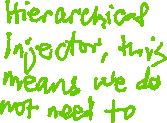 Hierarchical
Injector, this
means we do
not need to